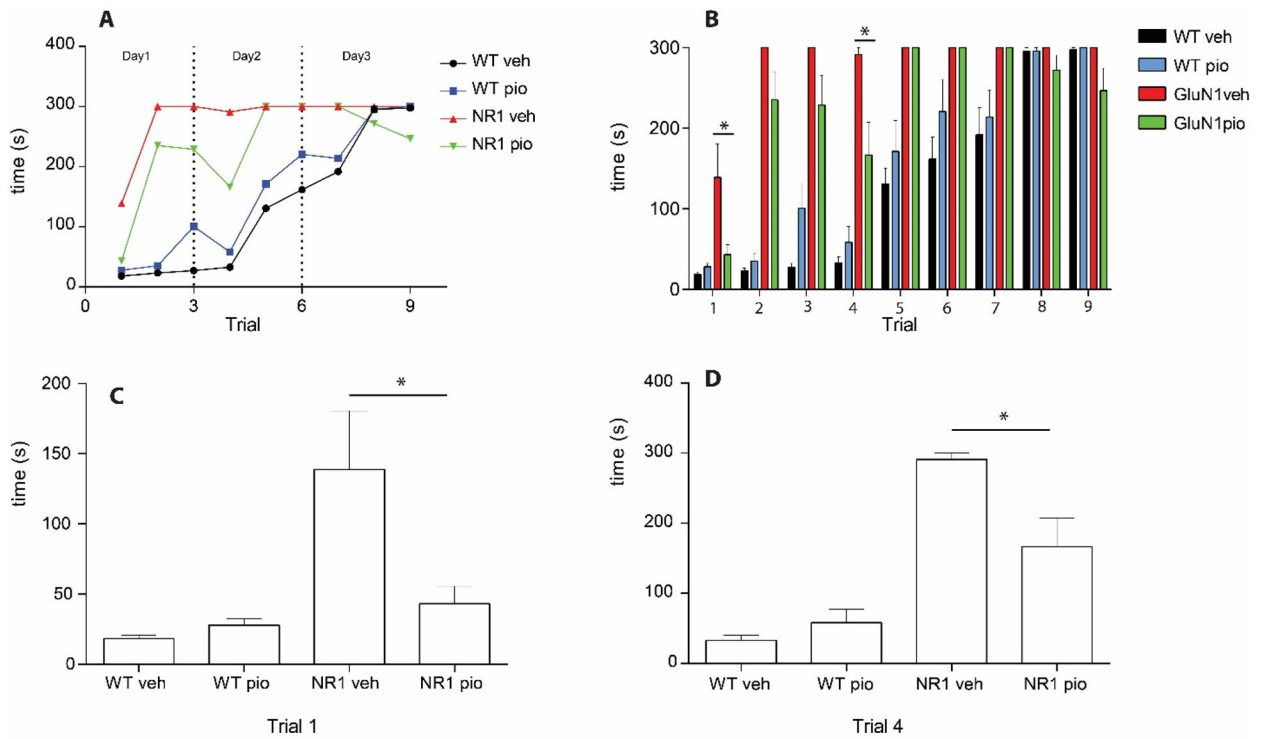 A
400
300
200
100
0
time (s)
Day1
Day2
Day3
0
3
6
9
Trial
WT veh
WT pio
NR1 veh
NR1 pio
B
300
200
100
0
time (s)
*
*
1
2
3
4
5
6
7
8
9
Trial
WT veh
WT pio
GluN1veh
GluN1pio
C
200
150
100
50
0
time (s)
*
WT veh
WT pio
NR1 veh
NR1 pio
Trial 1
D
400
300
200
100
0
time (s)
*
WT veh
WT pio
NR1 veh
NR1 pio
Trial 4